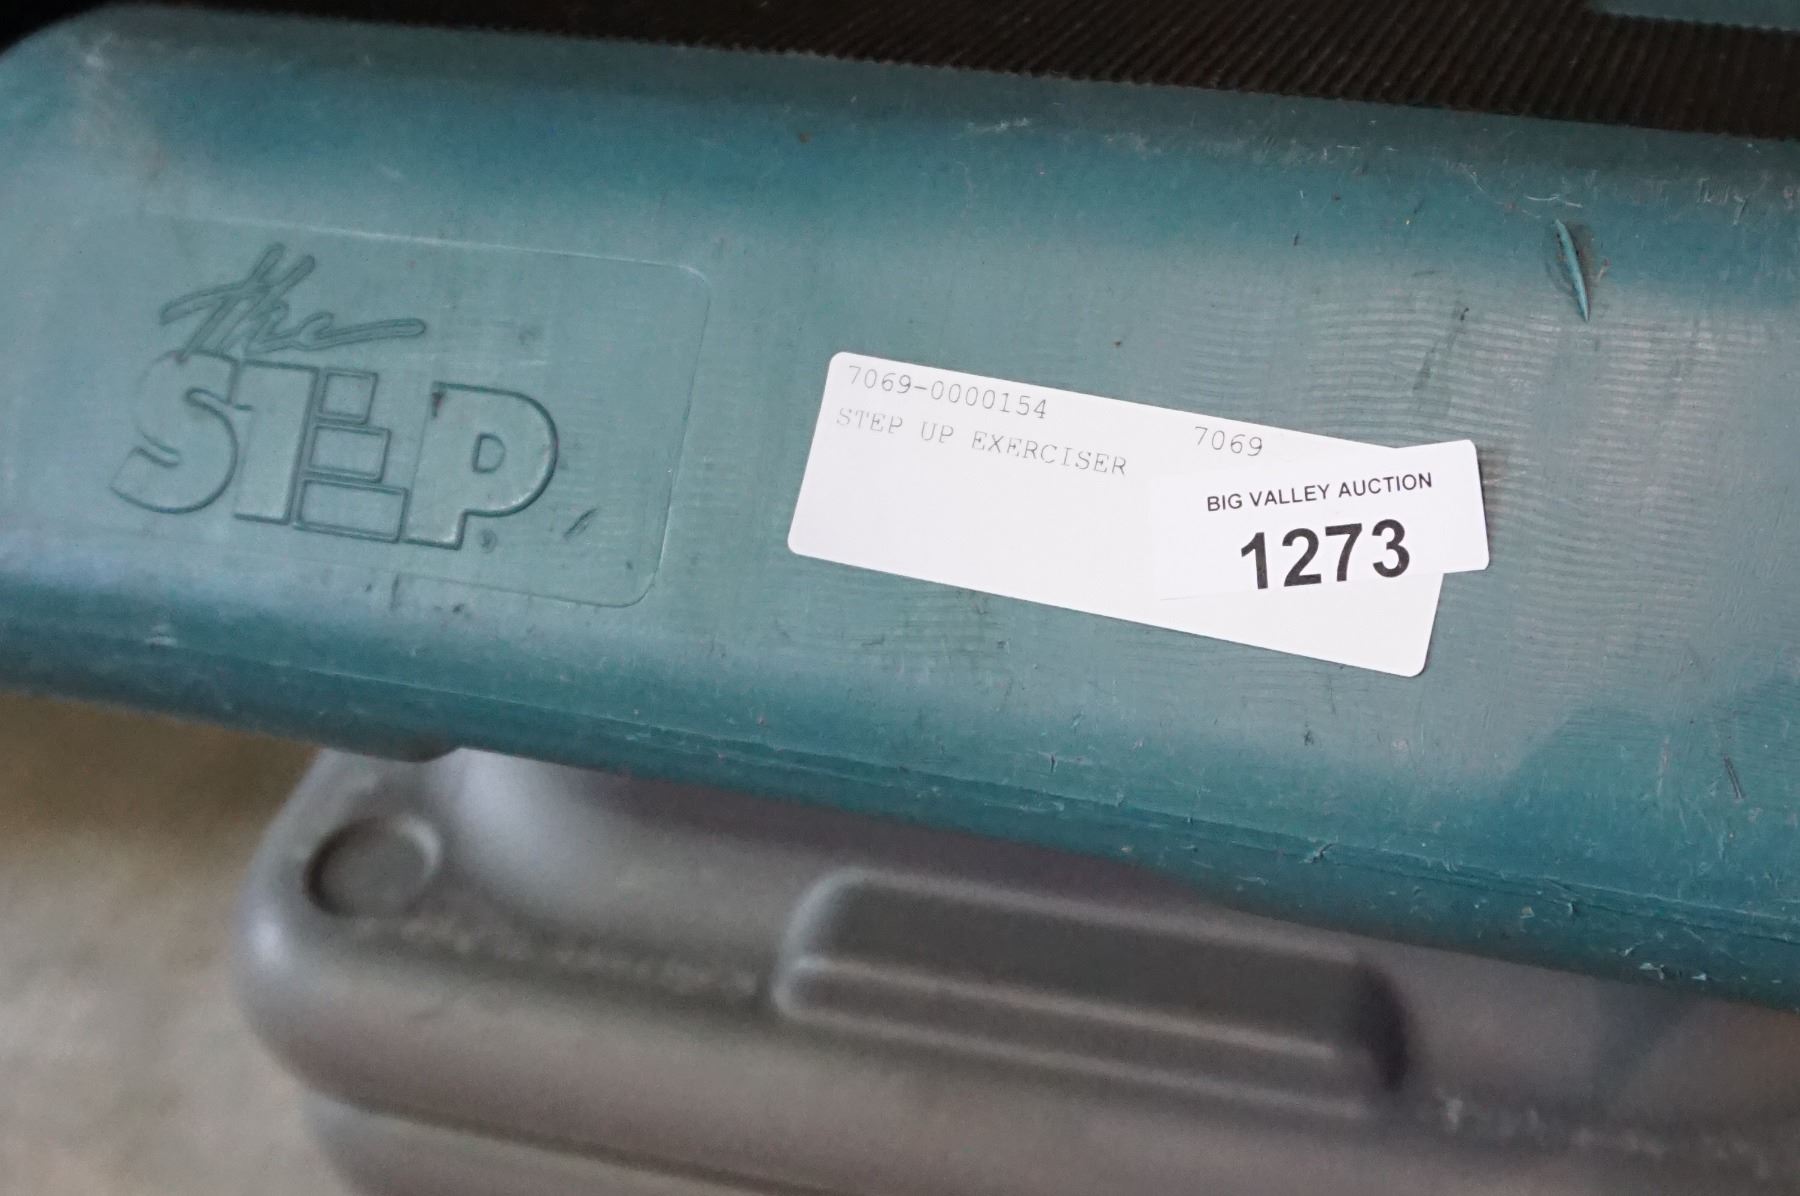 The
STEP
7069-0000154
7069
STEP UP EXERCISER
BIG VALLEY AUCTION
1273